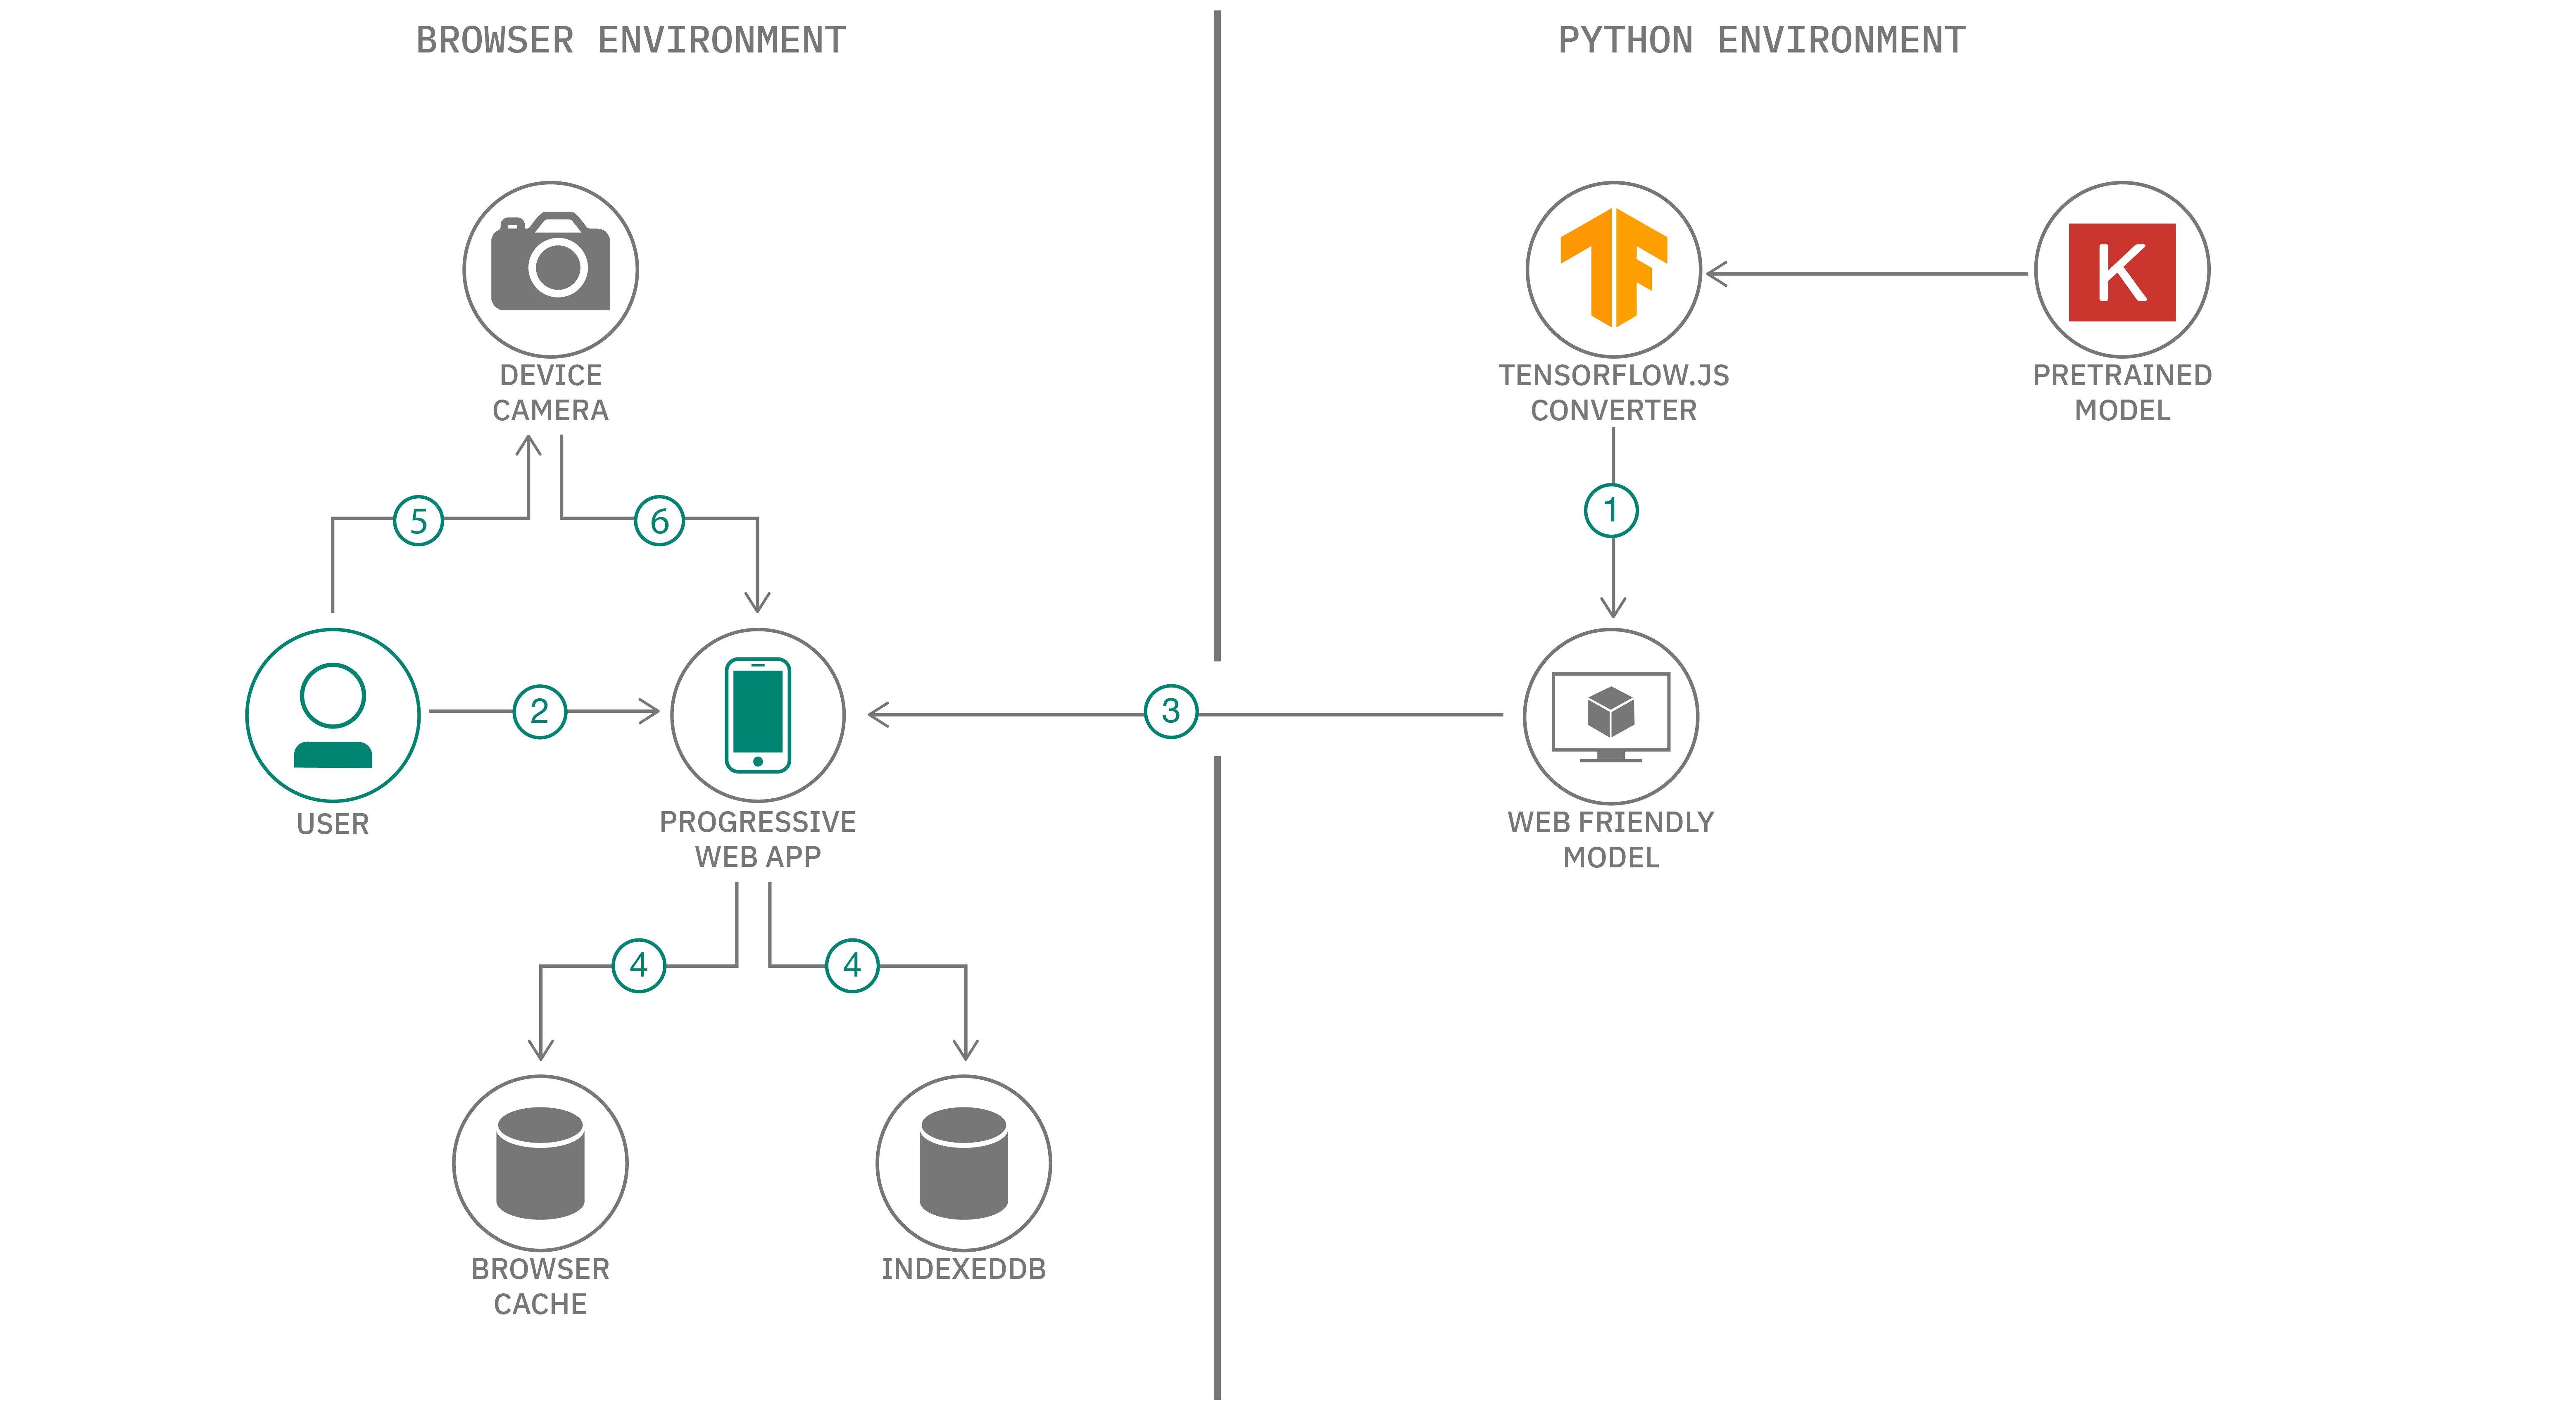 BROWSER ENVIRONMENT
PYTHON ENVIRONMENT
DEVICE
CAMERA
TENSORFLOW.JS
CONVERTER
K
PRETRAINED
MODEL
5
6
1
USER
2
PROGRESSIVE
WEB APP
3
WEB FRIENDLY
MODEL
4
4
BROWSER
CACHE
INDEXEDDB